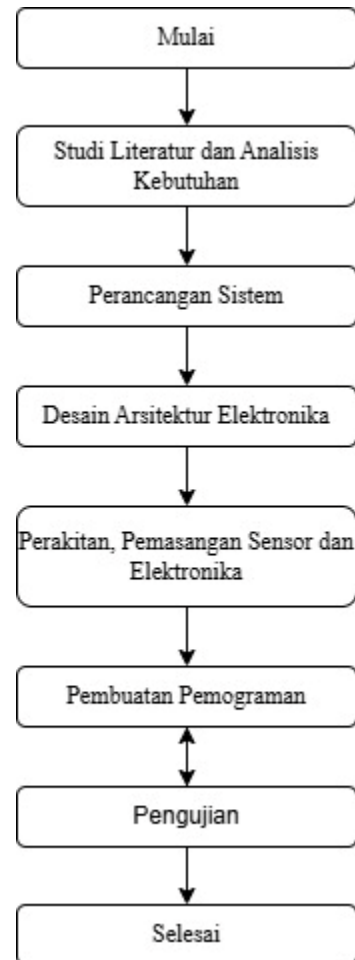 Mulai
Studi Literatur dan Analisis
Kebutuhan
Perancangan Sistem
Desain Arsitektur Elektronika
Perakitan, Pemasangan Sensor dan
Elektronika
Pembuatan Pemograman
Pengujian
Selesai